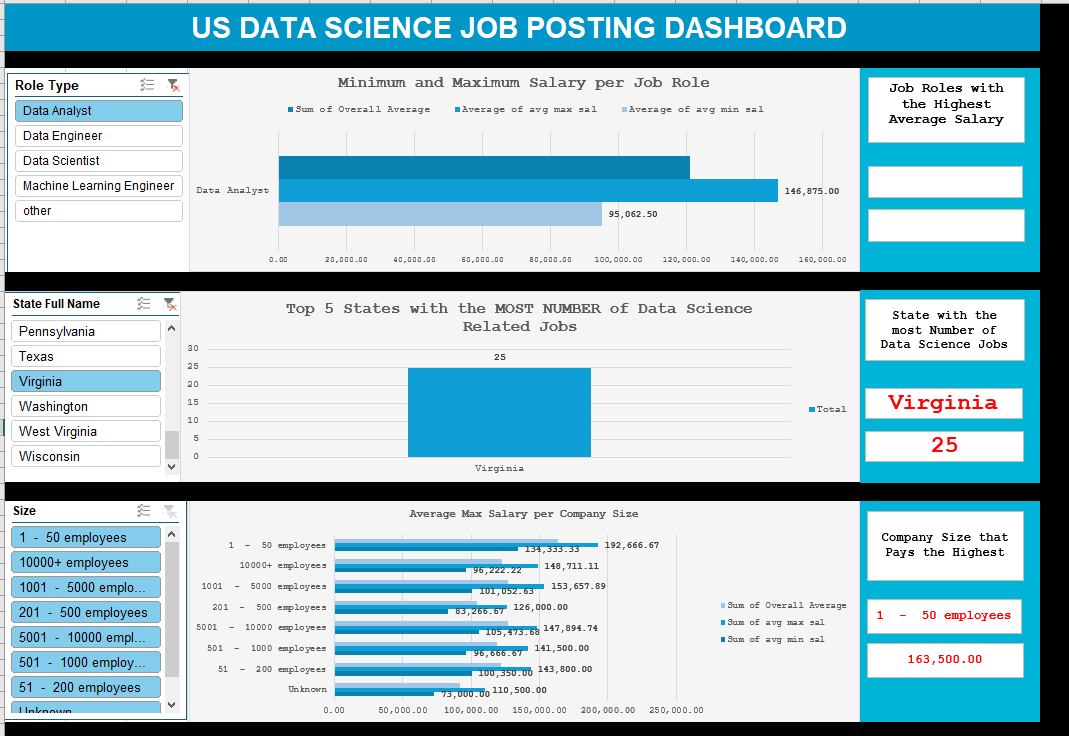 US DATA SCIENCE JOB POSTING DASHBOARD
Role Type
Data Analyst
Data Engineer
Data Scientist
Machine Learning Engineer
other
Minimum and Maximum Salary per Job Role
Sum of Overall Average
Average of avg max sal
Average of avg min sal
Data Analyst
146,875.00
95,062.50
0.00
20,000.00
40,000.00
60,000.00
80,000.00
100,000.00
120,000.00
140,000.00
160,000.00
Job Roles with
the Highest
Average Salary
State Full Name
Pennsylvania
Texas
Virginia
Washington
West Virginia
Wisconsin
Top 5 States with the MOST NUMBER of Data Science
Related Jobs
30
25
20
15
10
5
0
25
Virginia
Total
State with the
most Number of
Data Science Jobs
Virginia
25
Size
1 - 50 employees
10000+ employees
1001 - 5000 emplo...
201 - 500 employees
5001 - 10000 empl...
501 - 1000 employ...
51 - 200 employees
Unknown
Average Max Salary per Company Size
1 - 50 employees
192,666.67
134,333.33
10000+ employees
148,711.11
96,222.22
1001 - 5000 employees
153,657.89
101,052.63
201 - 500 employees
126,000.00
83,266.67
5001 - 10000 employees
147,894.74
105,473.68
501 - 1000 employees
141,500.00
96,666.67
51 - 200 employees
143,800.00
100,350.00
Unknown
110,500.00
73,000.00
0.00
50,000.00
100,000.00
150,000.00
200,000.00
250,000.00
Sum of Overall Average
Sum of avg max sal
Sum of avg min sal
Company Size that
Pays the Highest
1 - 50 employees
163,500.00